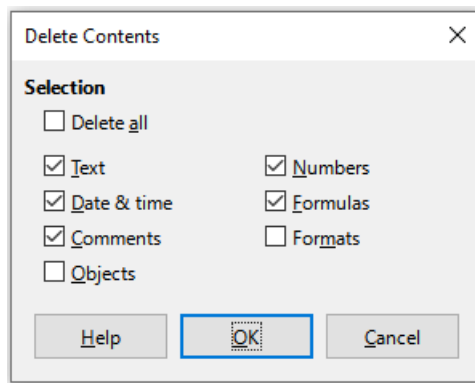 Delete Contents
Selection
Delete all
Text Numbers
Date & time Formulas
Comments Formats
Objects
Help OK Cancel